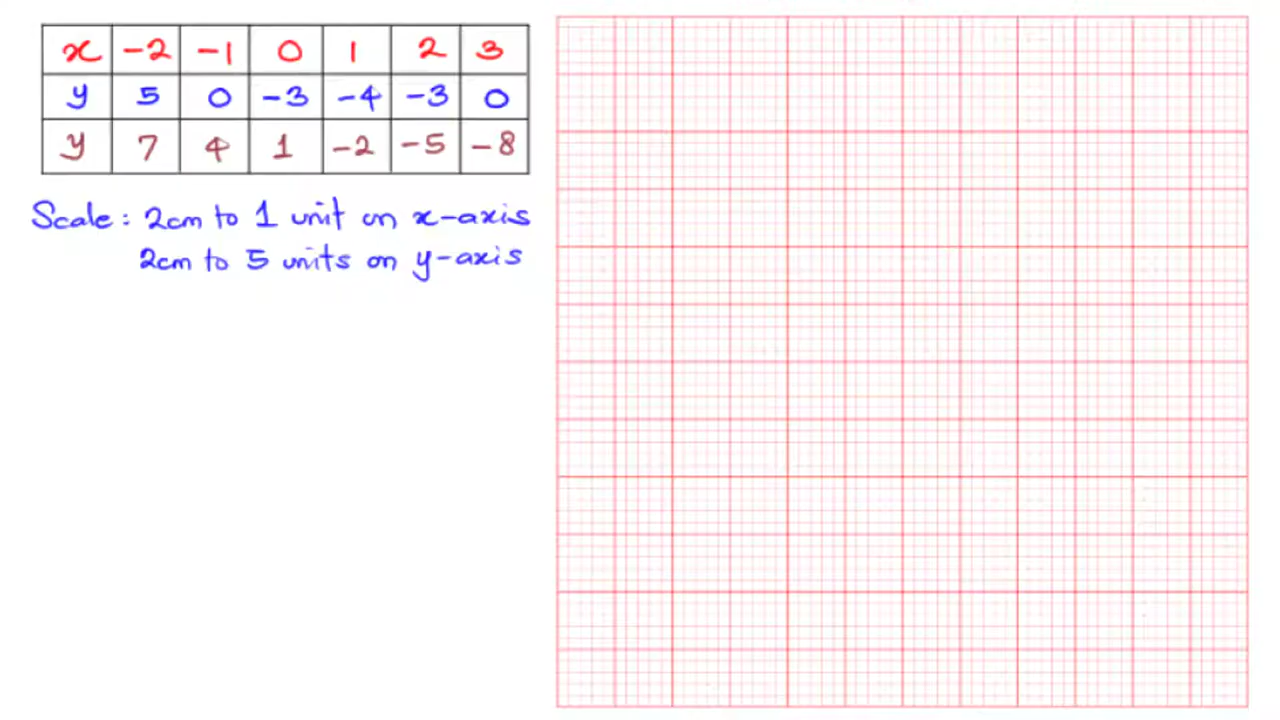 x -2 -1 0 1 2 3
y 5 0 -3 -4 -3 0
y 7 4 1 -2 -5 -8
Scale: 2cm to 1 unit on x-axis
2cm to 5 units on y-axis